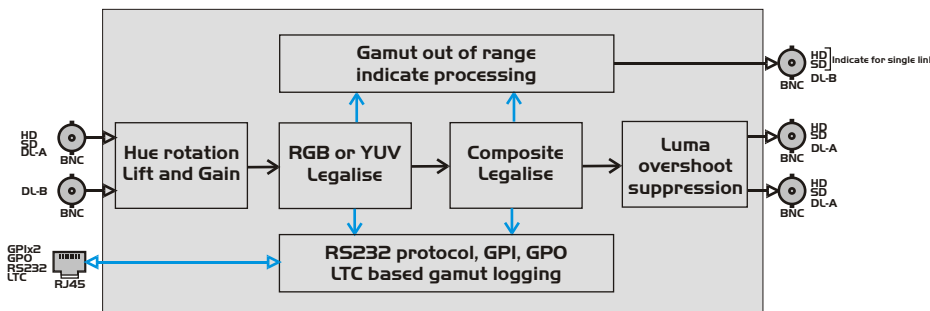 Gamut out of range
indicate processing
HD
SD
Indicate for single link
DL-B
BNC
HD
SD
DL-A
BNC
Hue rotation
Lift and Gain
RGB or YUV
Legalise
Composite
Legalise
Luma
overshoot
suppression
HD
SD
DL-A
BNC
DL-B
BNC
HD
SD
DL-A
BNC
GPIx2
GPO
RS232
LTC
RJ45
RS232 protocol, GPI, GPO
LTC based gamut logging